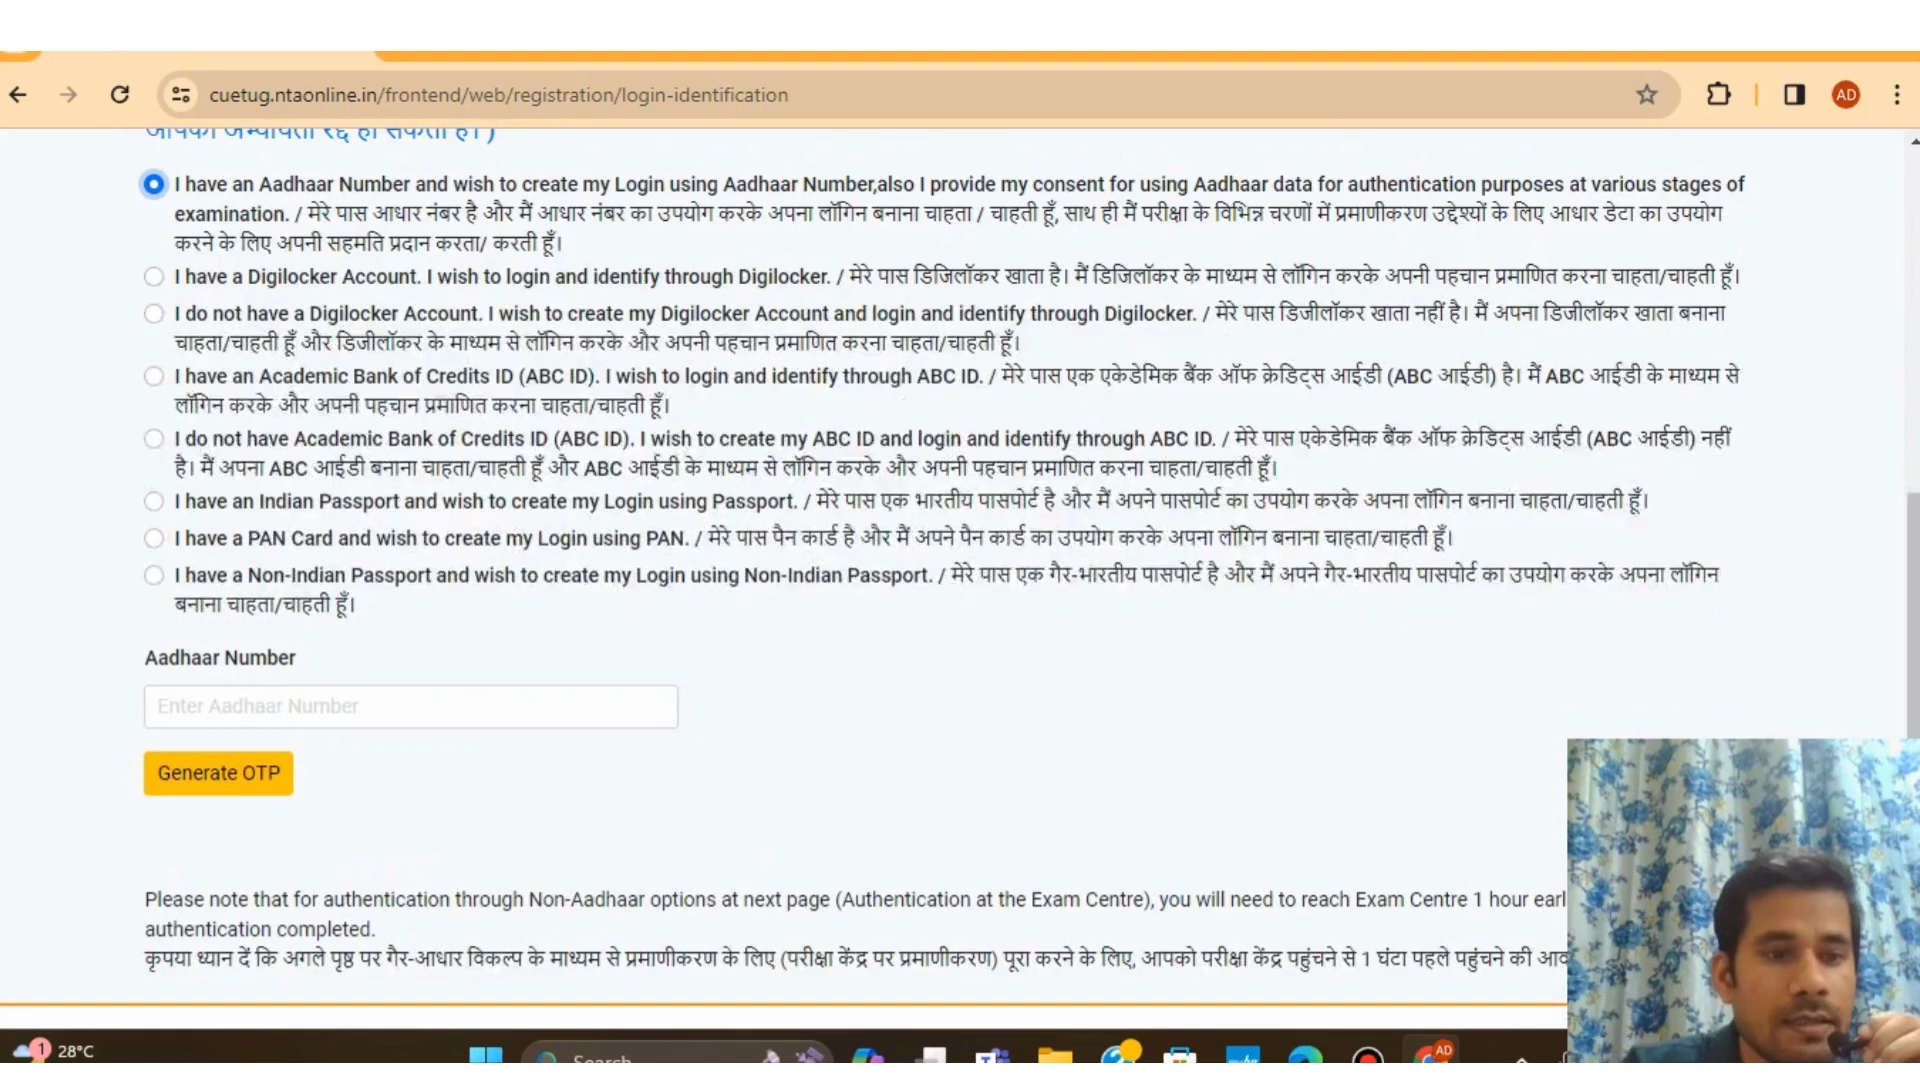 cuetug.ntaonline.in/frontend/web/registration/login-identification
AD
I have an Aadhaar Number and wish to create my Login using Aadhaar Number,also I provide my consent for using Aadhaar data for authentication purposes at various stages of
examination. / मेरे पास आधार नंबर है और मैं आधार नंबर का उपयोग करके अपना लॉगिन बनाना चाहता / चाहती हूँ, साथ ही मैं परीक्षा के विभिन्न चरणों में प्रमाणीकरण उद्देश्यों के लिए आधार डेटा का उपयोग
करने के लिए अपनी सहमति प्रदान करता/ करती हूँ।
I have a Digilocker Account. I wish to login and identify through Digilocker. / मेरे पास डिजिलॉकर खाता है। मैं डिजिलॉकर के माध्यम से लॉगिन करके अपनी पहचान प्रमाणित करना चाहता/चाहती हूँ।
I do not have a Digilocker Account. I wish to create my Digilocker Account and login and identify through Digilocker. / मेरे पास डिजीलॉकर खाता नहीं है। मैं अपना डिजीलॉकर खाता बनाना
चाहता/चाहती हूँ और डिजीलॉकर के माध्यम से लॉगिन करके और अपनी पहचान प्रमाणित करना चाहता/चाहती हूँ।
I have an Academic Bank of Credits ID (ABC ID). I wish to login and identify through ABC ID. / मेरे पास एक एकेडेमिक बैंक ऑफ क्रेडिट्स आईडी (ABC आईडी) है। मैं ABC आईडी के माध्यम से
लॉगिन करके और अपनी पहचान प्रमाणित करना चाहता/चाहती हूँ।
I do not have Academic Bank of Credits ID (ABC ID). I wish to create my ABC ID and login and identify through ABC ID. / मेरे पास एकेडेमिक बैंक ऑफ क्रेडिट्स आईडी (ABC आईडी) नहीं
है। मैं अपना ABC आईडी बनाना चाहता/चाहती हूँ और ABC आईडी के माध्यम से लॉगिन करके और अपनी पहचान प्रमाणित करना चाहता/चाहती हूँ।
I have an Indian Passport and wish to create my Login using Passport. / मेरे पास एक भारतीय पासपोर्ट है और मैं अपने पासपोर्ट का उपयोग करके अपना लॉगिन बनाना चाहता/चाहती हूँ।
I have a PAN Card and wish to create my Login using PAN. / मेरे पास पैन कार्ड है और मैं अपने पैन कार्ड का उपयोग करके अपना लॉगिन बनाना चाहता/चाहती हूँ।
I have a Non-Indian Passport and wish to create my Login using Non-Indian Passport. / मेरे पास एक गैर-भारतीय पासपोर्ट है और मैं अपने गैर-भारतीय पासपोर्ट का उपयोग करके अपना लॉगिन
बनाना चाहता/चाहती हूँ।
Aadhaar Number
Enter Aadhaar Number
Generate OTP
Please note that for authentication through Non-Aadhaar options at next page (Authentication at the Exam Centre), you will need to reach Exam Centre 1 hour
authentication completed.
कृपया ध्यान दें कि अगले पृष्ठ पर गैर-आधार विकल्प के माध्यम से प्रमाणीकरण के लिए (परीक्षा केंद्र पर प्रमाणीकरण) पूरा करने के लिए, आपको परीक्षा केंद्र पहुंचने से 1 घंटा पहले पहुंचने की
1
28°C
Search
AD